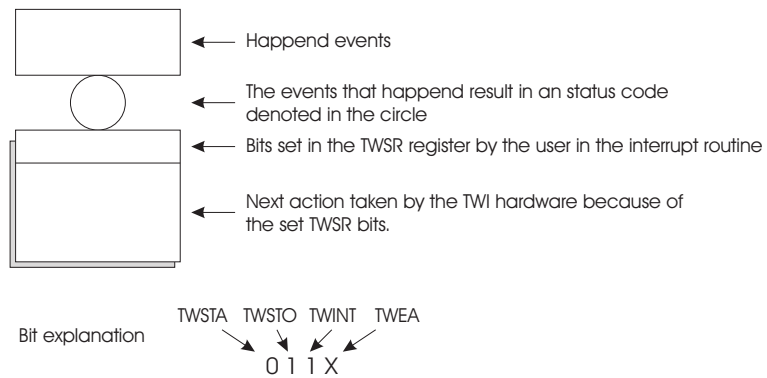 Happend events
The events that happend result in an status code
denoted in the circle
Bits set in the TWSR register by the user in the interrupt routine
Next action taken by the TWI hardware because of
the set TWSR bits.
TWSTA TWSTO TWINT TWEA
Bit explanation
0 1 1 X